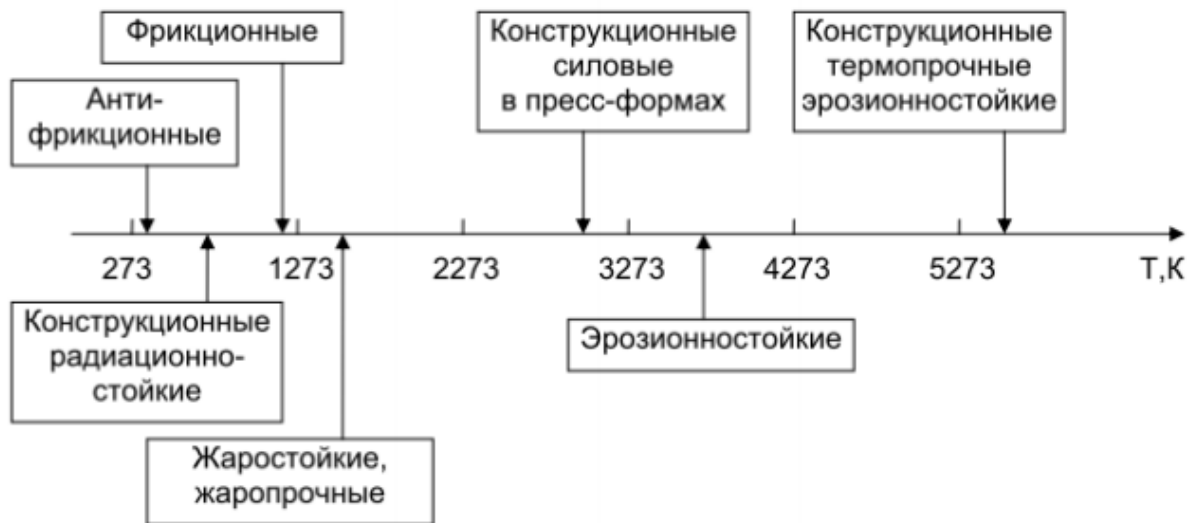 Фрикционные
Конструкционные
силовые
в пресс-формах
Конструкционные
термопрочные
эрозионностойкие
Анти-
фрикционные
273 1273 2273 3273 4273 5273 Т,К
Конструкционные
радиационно-
стойкие
Эрозионностойкие
Жаростойкие,
жаропрочные